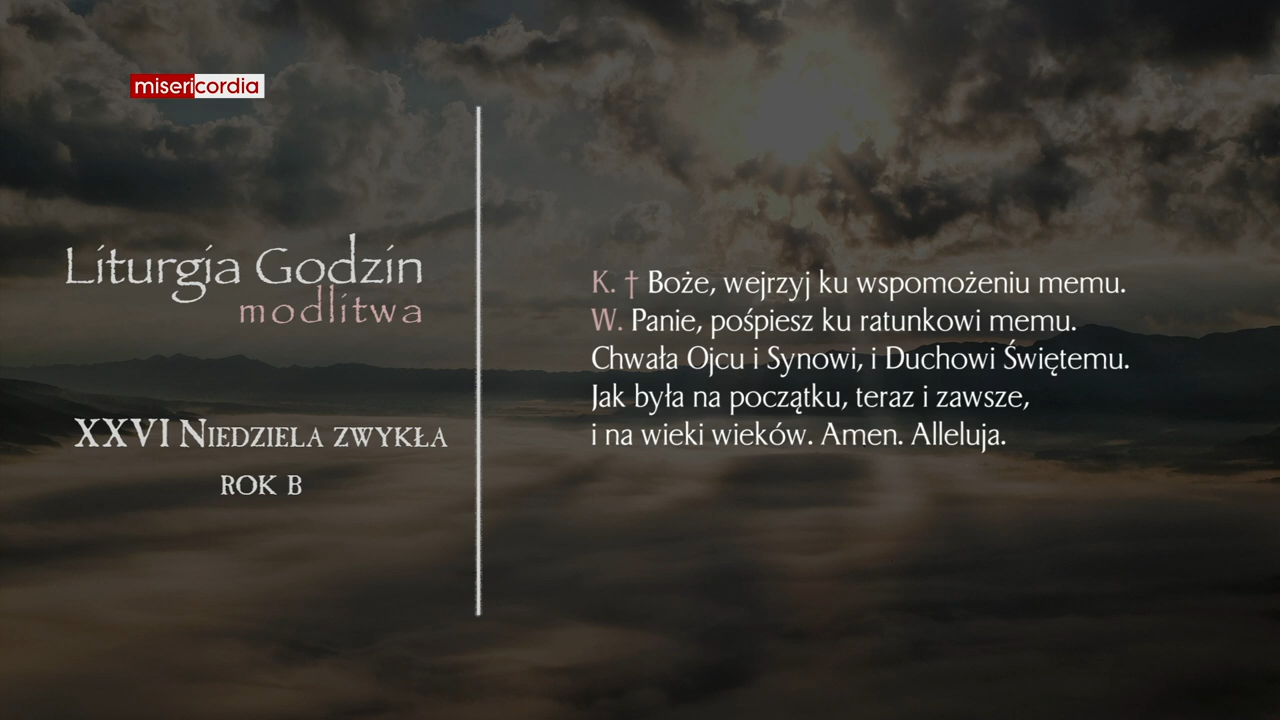 misericordia
Liturgia Godzin
modlitwa
XXVI NIEDZIELA ZWYKŁA
ROK B
K. † Boże, wejrzyj ku wspomożeniu memu.
W. Panie, pośpiesz ku ratunkowi memu.
Chwała Ojcu i Synowi, i Duchowi Świętemu.
Jak była na początku, teraz i zawsze,
i na wieki wieków. Amen. Alleluja.